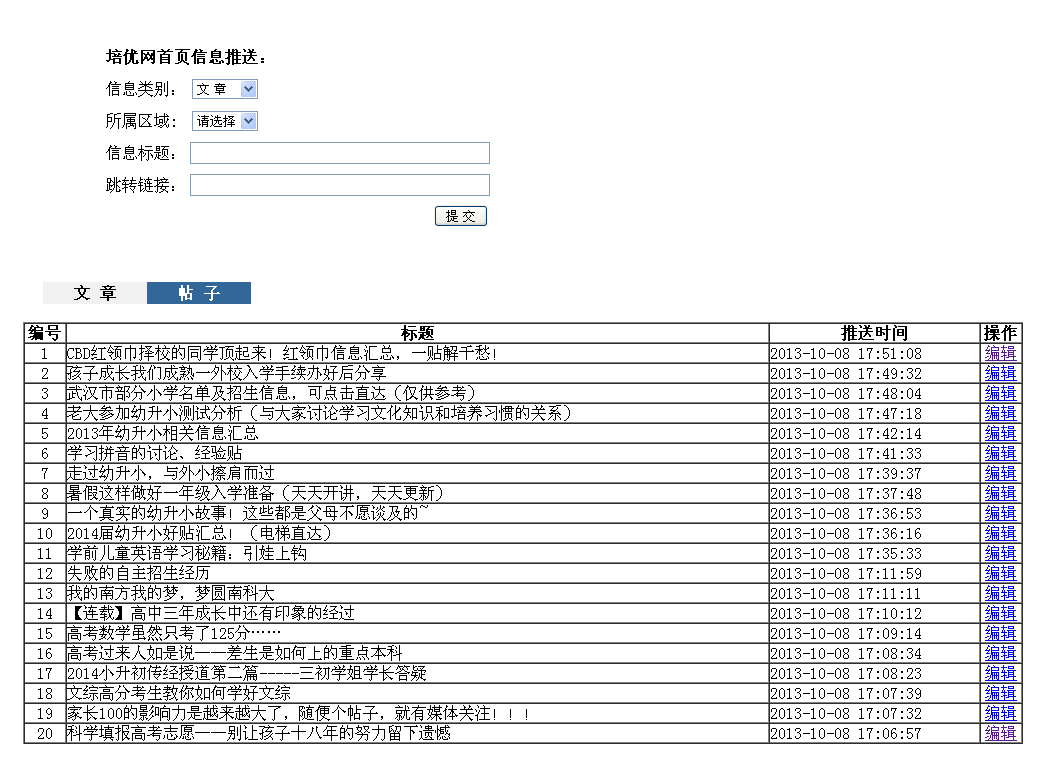 培优网首页信息推送：
信息类别： 文 章
所属区域： 请选择
信息标题：
跳转链接：
提 交
文 章 帖 子
编号 标题 推送时间 操作
1 CBD红领巾择校的同学顶起来！红领巾信息汇总，一贴解千愁！ 2013-10-08 17:51:08 编辑
2 孩子成长我们成熟一外校入学手续办好后分享 2013-10-08 17:49:32 编辑
3 武汉市部分小学名单及招生信息，可点击直达（仅供参考） 2013-10-08 17:48:04 编辑
4 老大参加幼升小测试分析（与大家讨论学习文化知识和培养习惯的关系） 2013-10-08 17:47:18 编辑
5 2013年幼升小相关信息汇总 2013-10-08 17:42:14 编辑
6 学习拼音的讨论、经验贴 2013-10-08 17:41:33 编辑
7 走过幼升小，与外小擦肩而过 2013-10-08 17:39:37 编辑
8 暑假这样做好一年级入学准备（天天开讲，天天更新） 2013-10-08 17:37:48 编辑
9 一个真实的幼升小故事！这些都是父母不愿谈及的~ 2013-10-08 17:36:53 编辑
10 2014届幼升小好贴汇总！（电梯直达） 2013-10-08 17:36:16 编辑
11 学前儿童英语学习秘籍：引娃上钩 2013-10-08 17:35:33 编辑
12 失败的自主招生经历 2013-10-08 17:11:59 编辑
13 我的南方我的梦，梦圆南科大 2013-10-08 17:11:11 编辑
14 【连载】高中三年成长中还有印象的经过 2013-10-08 17:10:12 编辑
15 高考数学虽然只考了125分…… 2013-10-08 17:09:14 编辑
16 高考过来人如是说一一差生是如何上的重点本科 2013-10-08 17:08:34 编辑
17 2014小升初传经授道第二篇-----三初学姐学长答疑 2013-10-08 17:08:23 编辑
18 文综高分考生教你如何学好文综 2013-10-08 17:07:39 编辑
19 家长100的影响力是越来越大了，随便个帖子，就有媒体关注！！！ 2013-10-08 17:07:32 编辑
20 科学填报高考志愿一一别让孩子十八年的努力留下遗憾 2013-10-08 17:06:57 编辑